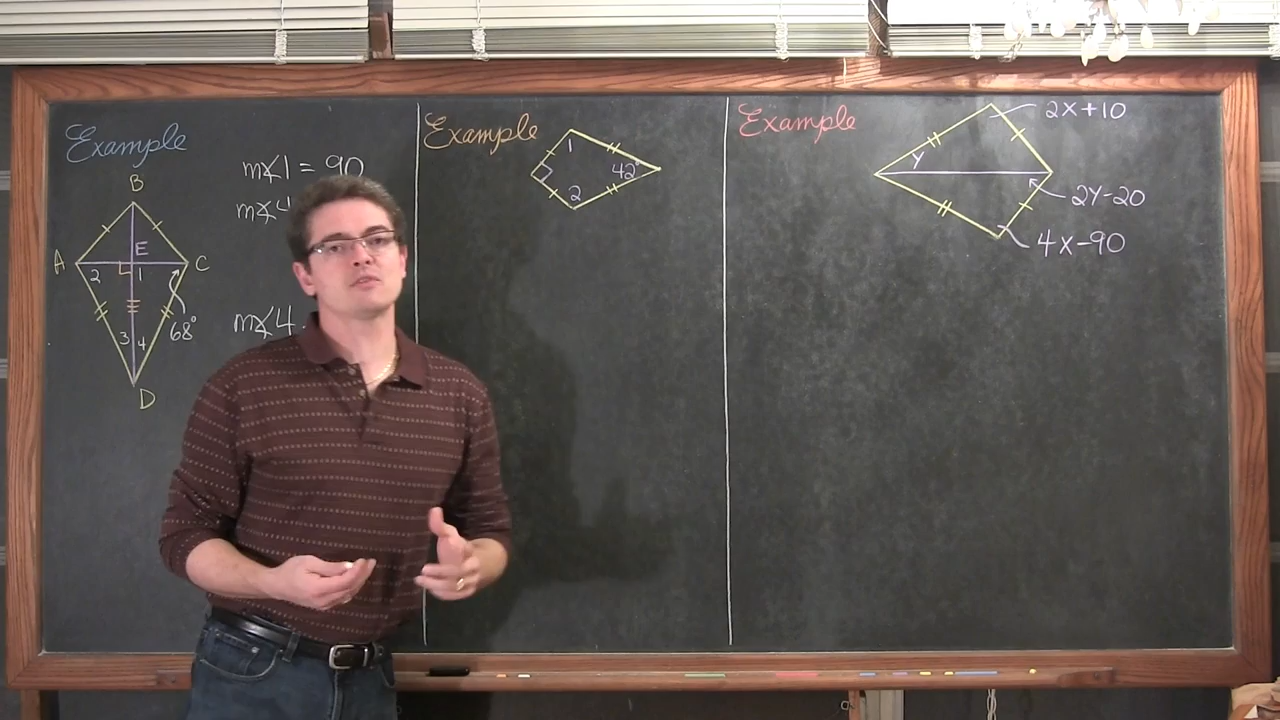 Example
m∡1 = 90
m∡4
m∡4
B
E
A
2
1
C
68°
3
4
D
Example
1
42°
2
Example
2x+10
y
2y-20
4x-90